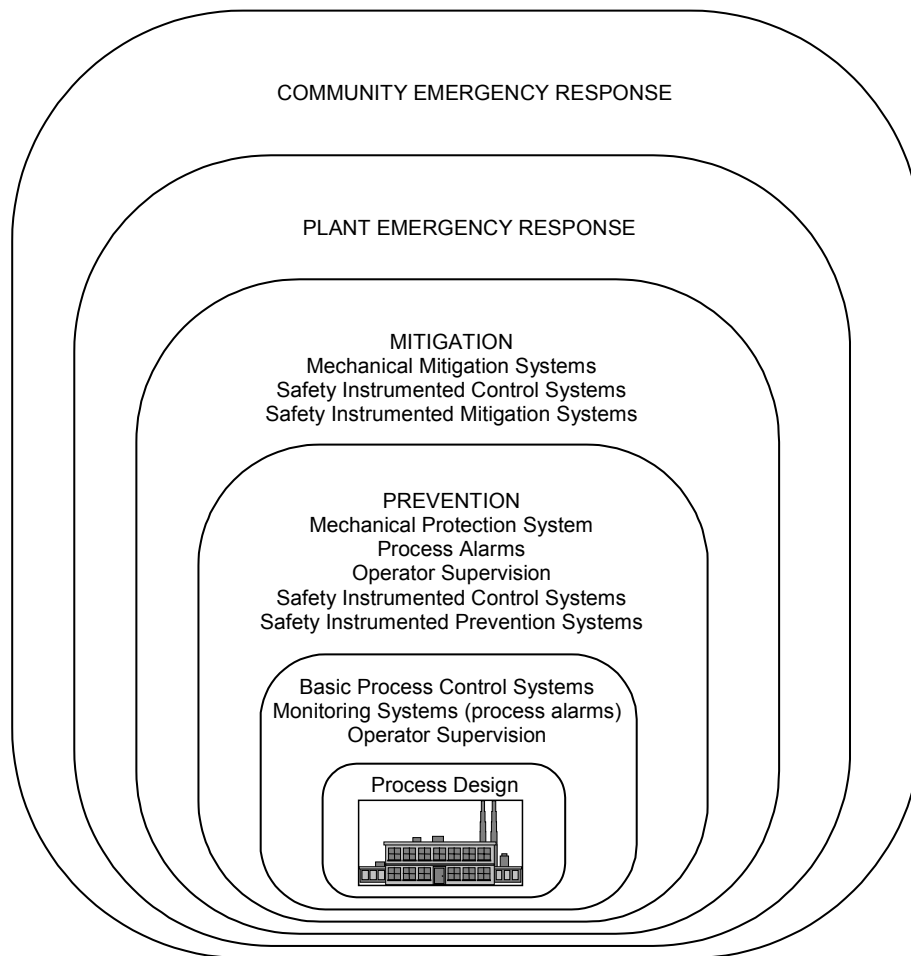 COMMUNITY EMERGENCY RESPONSE
PLANT EMERGENCY RESPONSE
MITIGATION
Mechanical Mitigation Systems
Safety Instrumented Control Systems
Safety Instrumented Mitigation Systems
PREVENTION
Mechanical Protection System
Process Alarms
Operator Supervision
Safety Instrumented Control Systems
Safety Instrumented Prevention Systems
Basic Process Control Systems
Monitoring Systems (process alarms)
Operator Supervision
Process Design